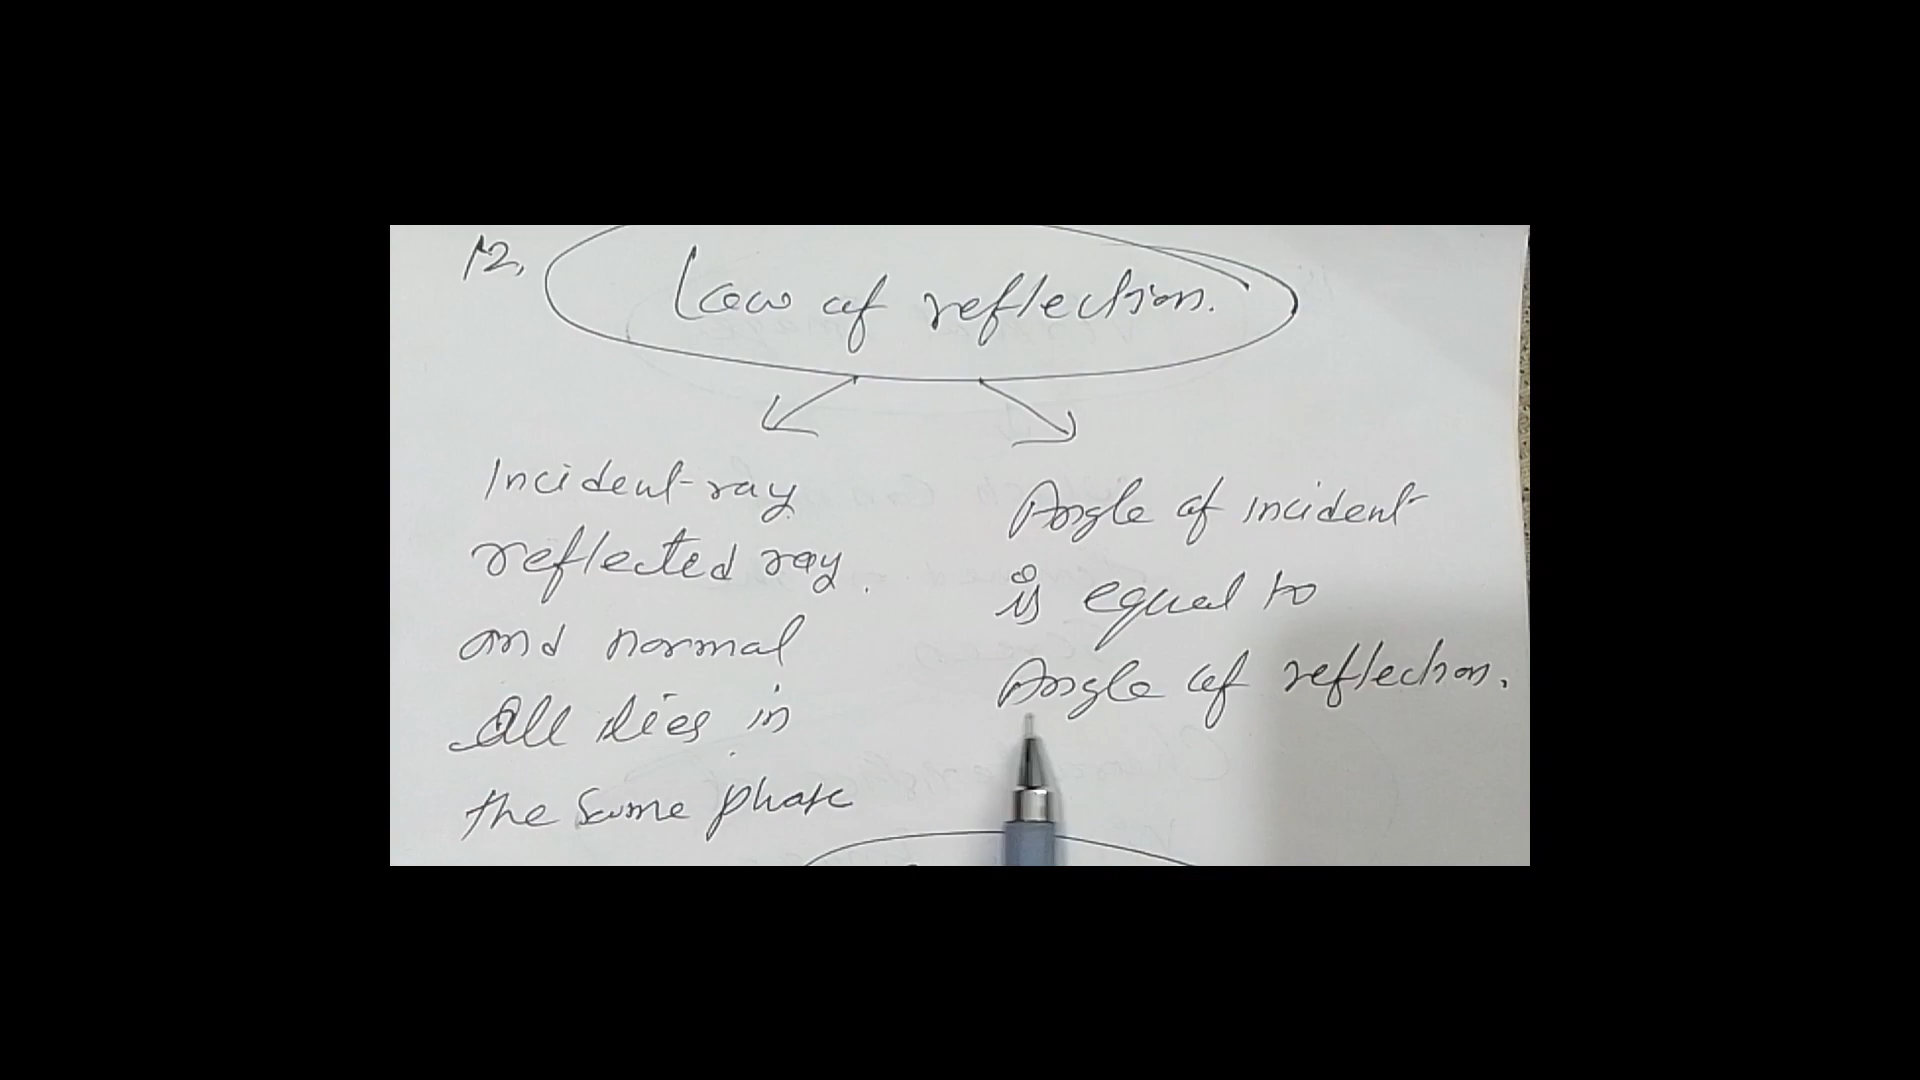 12.
Law of reflection.
Incident ray
reflected ray
and normal
All lies in
the same phase
Angle of incident
is equal to
Angle of reflection.